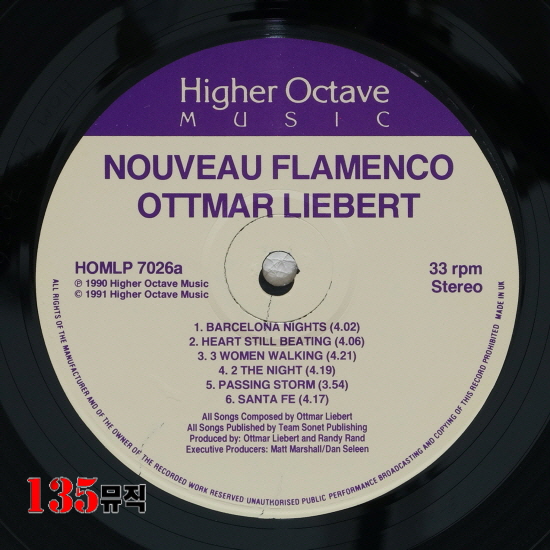 Higher Octave
MUSIC
NOUVEAU FLAMENCO
OTTMAR LIEBERT
HOMLP 7026a
℗ 1990 Higher Octave Music
© 1991 Higher Octave Music
33 rpm
Stereo
1. BARCELONA NIGHTS (4.02)
2. HEART STILL BEATING (4.06)
3. 3 WOMEN WALKING (4.21)
4. 2 THE NIGHT (4.19)
5. PASSING STORM (3.54)
6. SANTA FE (4.17)
All Songs Composed by Ottmar Liebert
All Songs Published by Team Sonet Publishing
Produced by: Ottmar Liebert and Randy Rand
Executive Producers: Matt Marshall/Dan Seleen
ALL RIGHTS OF THE MANUFACTURER AND OF THE OWNER OF THE RECORDED WORK RESERVED UNAUTHORISED PUBLIC PERFORMANCE BROADCASTING AND COPYING OF THIS RECORD PROHIBITED MADE IN UK
135뮤직